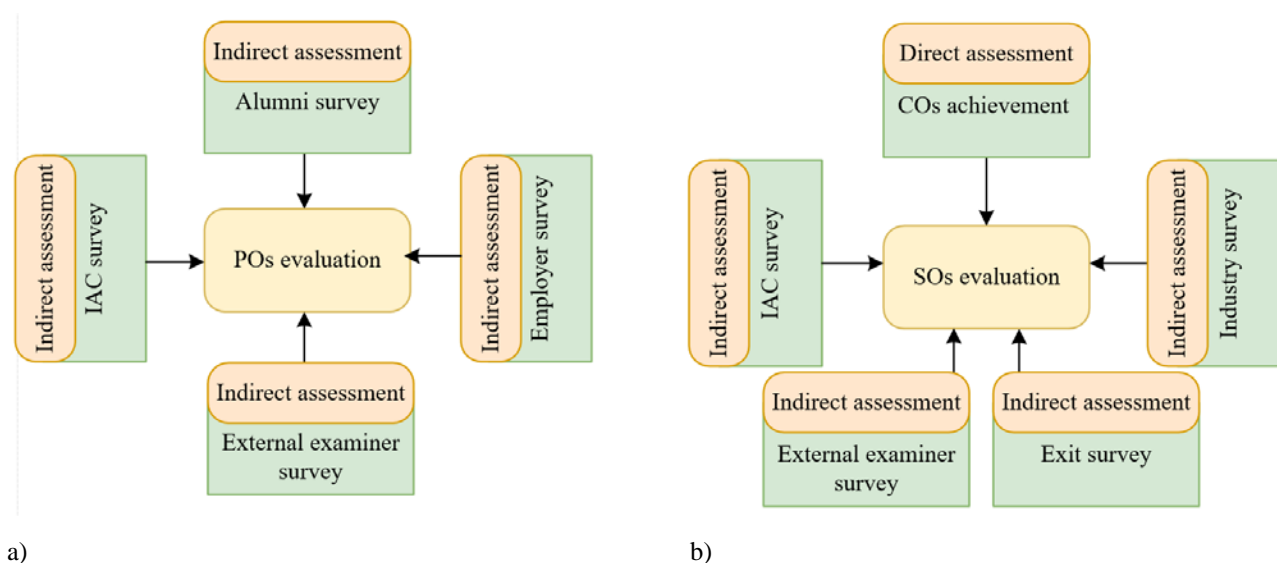 Indirect assessment
Alumni survey
Indirect assessment
IAC survey
POs evaluation
Indirect assessment
Employer survey
Indirect assessment
External examiner
survey
a)
Direct assessment
COs achievement
Indirect assessment
IAC survey
SOs evaluation
Indirect assessment
Industry survey
Indirect assessment
External examiner
survey
Indirect assessment
Exit survey
b)